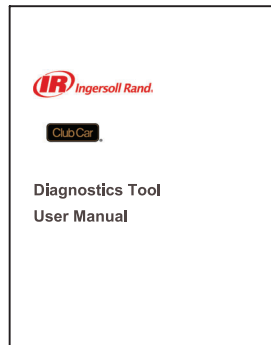 IR Ingersoll Rand.
Club Car
Diagnostics Tool
User Manual